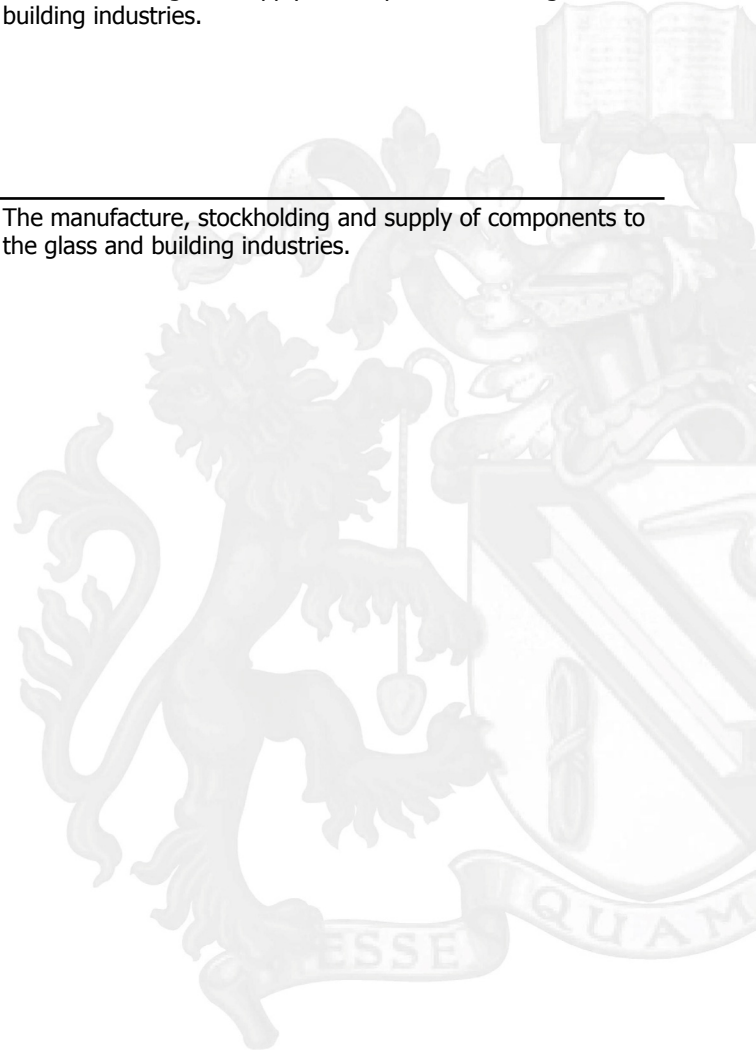 building industries.
The manufacture, stockholding and supply of components to
the glass and building industries.
ESSE
QUAM